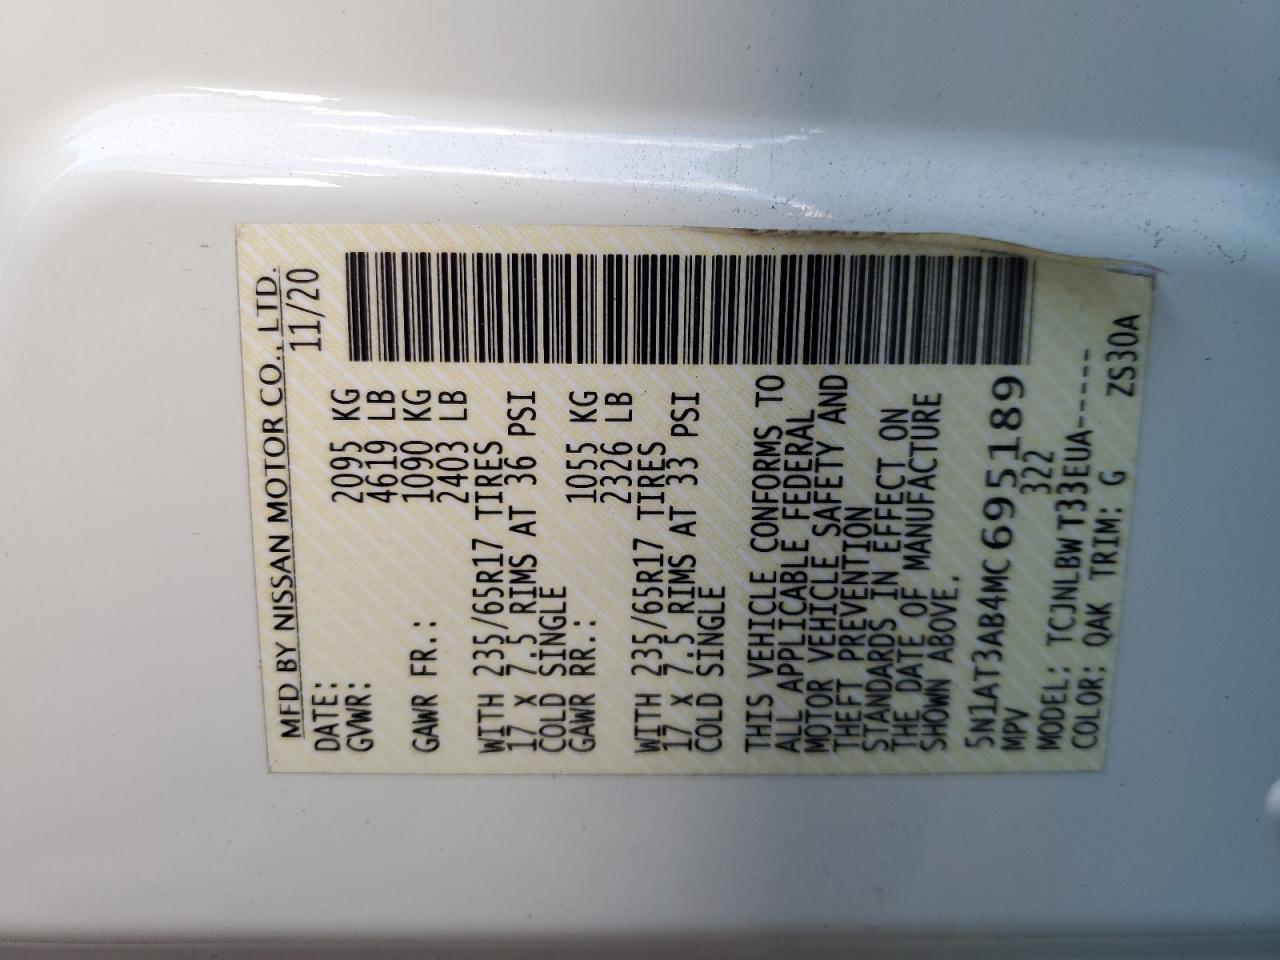 MFD BY NISSAN MOTOR CO., LTD.
DATE: 11/20
GVWR: 2095 KG
4619 LB
GAWR FR.: 1090 KG
2403 LB
WITH 235/65R17 TIRES
17 X 7.5 RIMS AT 36 PSI
COLD SINGLE
GAWR RR.: 1055 KG
2326 LB
WITH 235/65R17 TIRES
17 X 7.5 RIMS AT 33 PSI
COLD SINGLE
THIS VEHICLE CONFORMS TO
ALL APPLICABLE FEDERAL
MOTOR VEHICLE SAFETY AND
THEFT PREVENTION
STANDARDS IN EFFECT ON
THE DATE OF MANUFACTURE
SHOWN ABOVE.
5N1AT3AB4MC695189
MPV 322
MODEL: TCJNLBW T33EUA-----
COLOR: QAK TRIM: G ZS30A